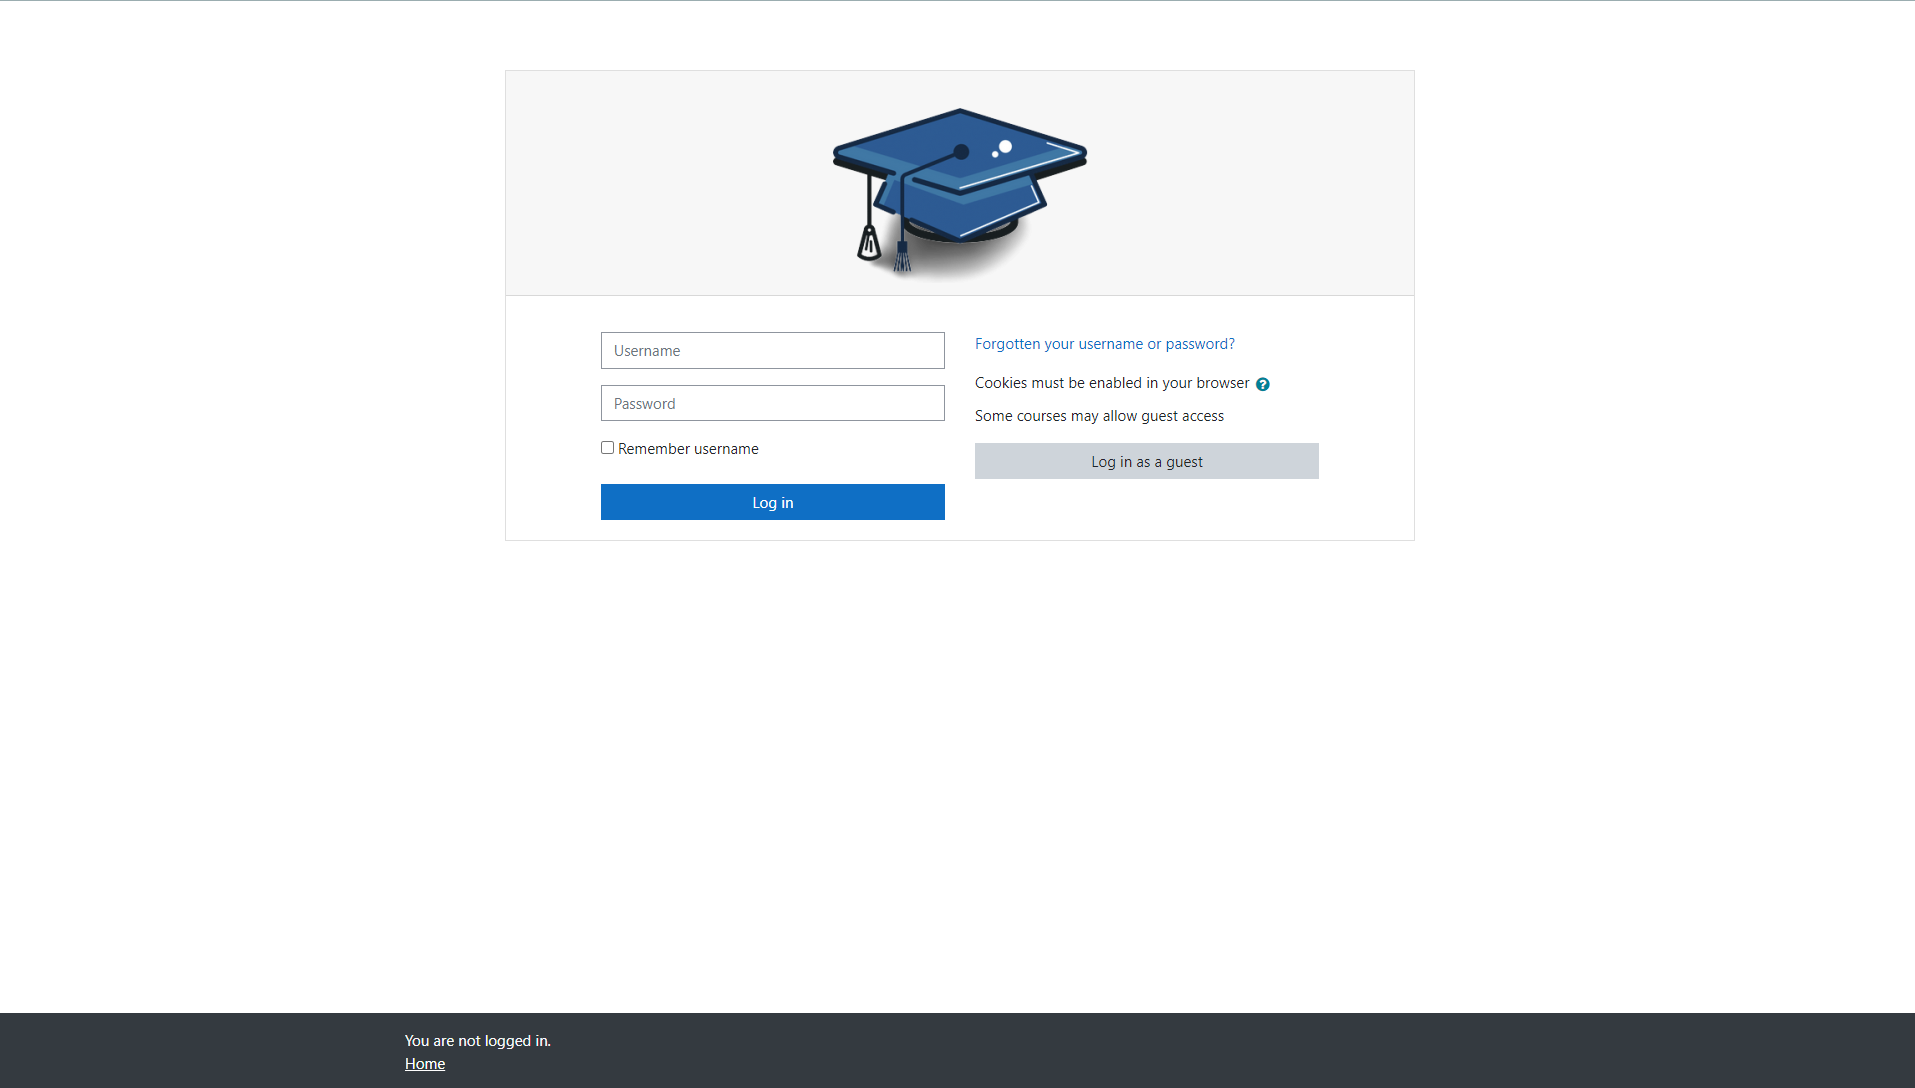 Username
Password
Remember username
Log in
Forgotten your username or password?
Cookies must be enabled in your browser ?
Some courses may allow guest access
Log in as a guest
You are not logged in.
Home